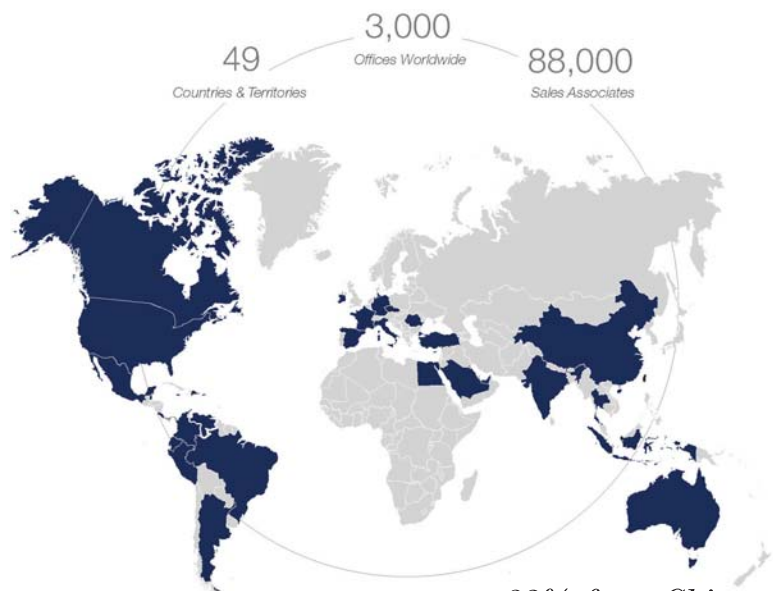 3,000
Offices Worldwide
49
Countries & Territories
88,000
Sales Associates